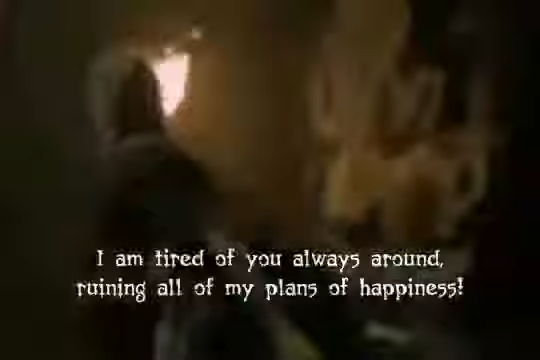 I am tired of you always around,
ruining all of my plans of happiness!